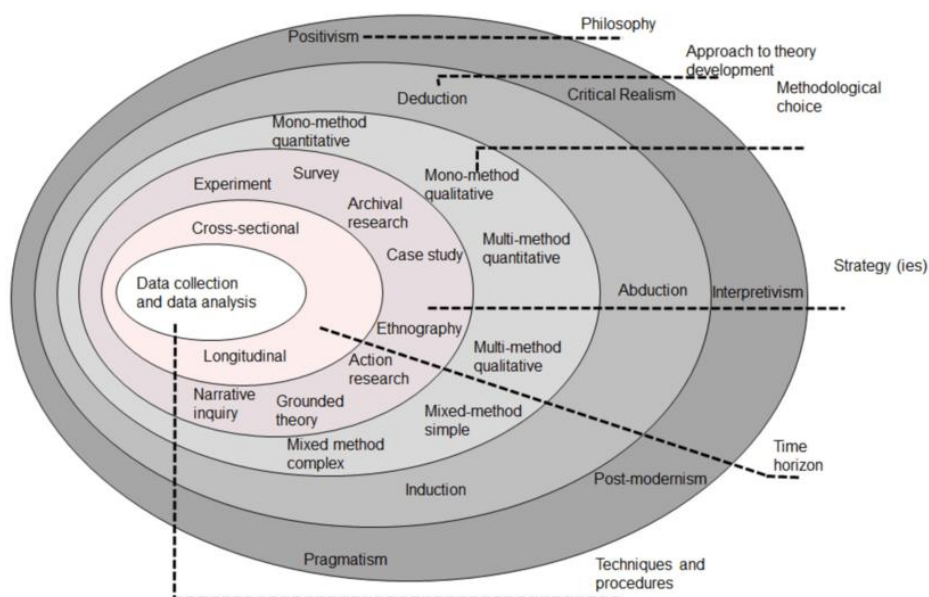 Philosophy
Positivism
Approach to theory
development
Methodological
choice
Critical Realism
Deduction
Mono-method
quantitative
Survey
Experiment
Mono-method
qualitative
Archival
research
Cross-sectional
Multi-method
quantitative
Case study
Strategy (ies)
Data collection
and data analysis
Abduction
Interpretivism
Ethnography
Longitudinal
Action
research
Multi-method
qualitative
Narrative
inquiry
Grounded
theory
Mixed-method
simple
Mixed method
complex
Time
horizon
Post-modernism
Induction
Pragmatism
Techniques and
procedures